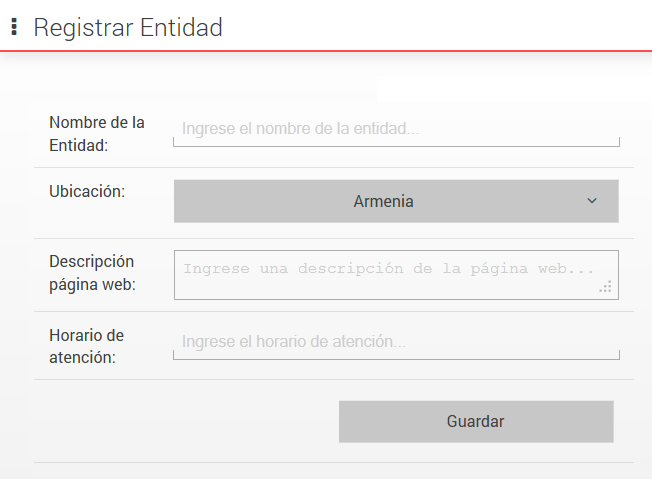 Registrar Entidad
Nombre de la
Entidad:
Ingrese el nombre de la entidad...
Ubicación:
Armenia
Descripción
página web:
Ingrese una descripción de la página web...
Horario de
atención:
Ingrese el horario de atención...
Guardar